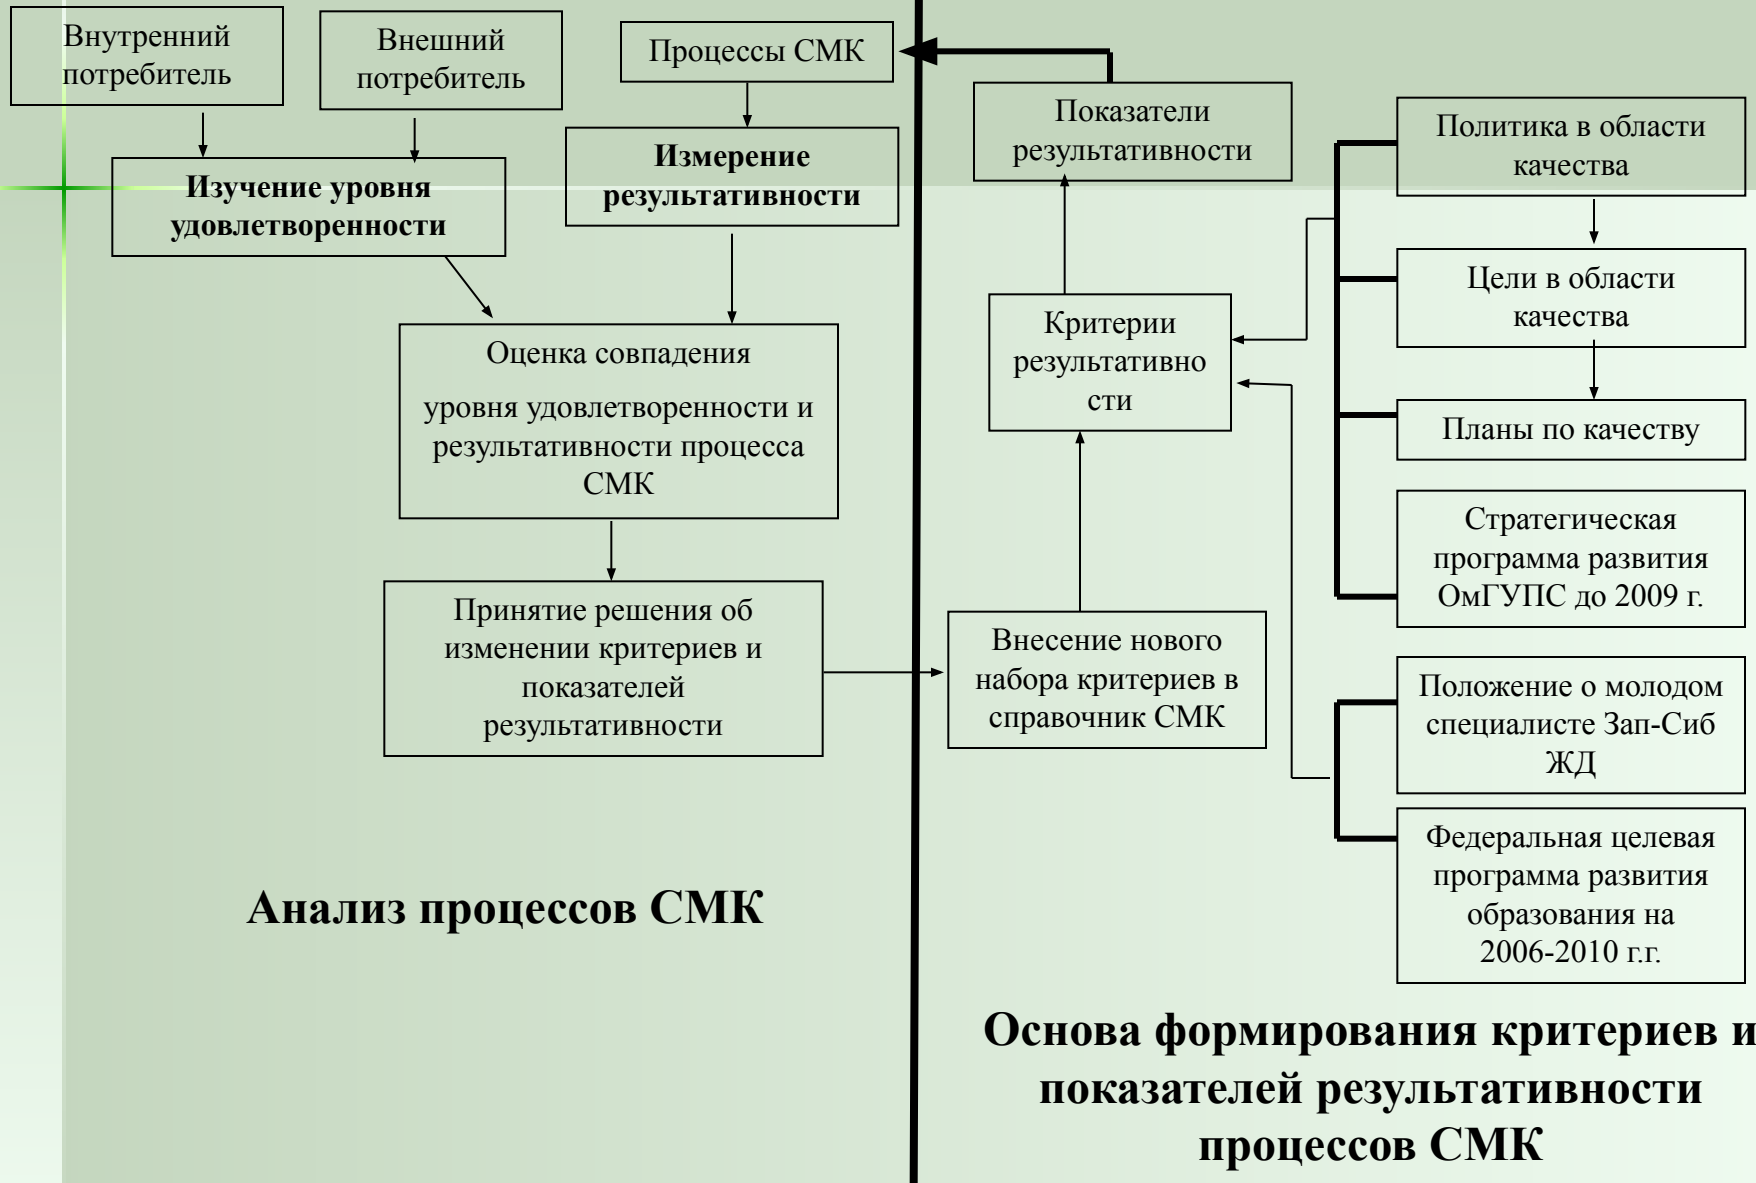 Внутренний
потребитель
Внешний
потребитель
Процессы СМК
Изучение уровня
удовлетворенности
Измерение
результативности
Оценка совпадения
уровня удовлетворенности и
результативности процесса
СМК
Принятие решения об
изменении критериев и
показателей
результативности
Анализ процессов СМК
Показатели
результативности
Критерии
результативно
сти
Внесение нового
набора критериев в
справочник СМК
Политика в области
качества
Цели в области
качества
Планы по качеству
Стратегическая
программа развития
ОмГУПС до 2009 г.
Положение о молодом
специалисте Зап-Сиб
ЖД
Федеральная целевая
программа развития
образования на
2006-2010 г.г.
Основа формирования критериев и
показателей результативности
процессов СМК